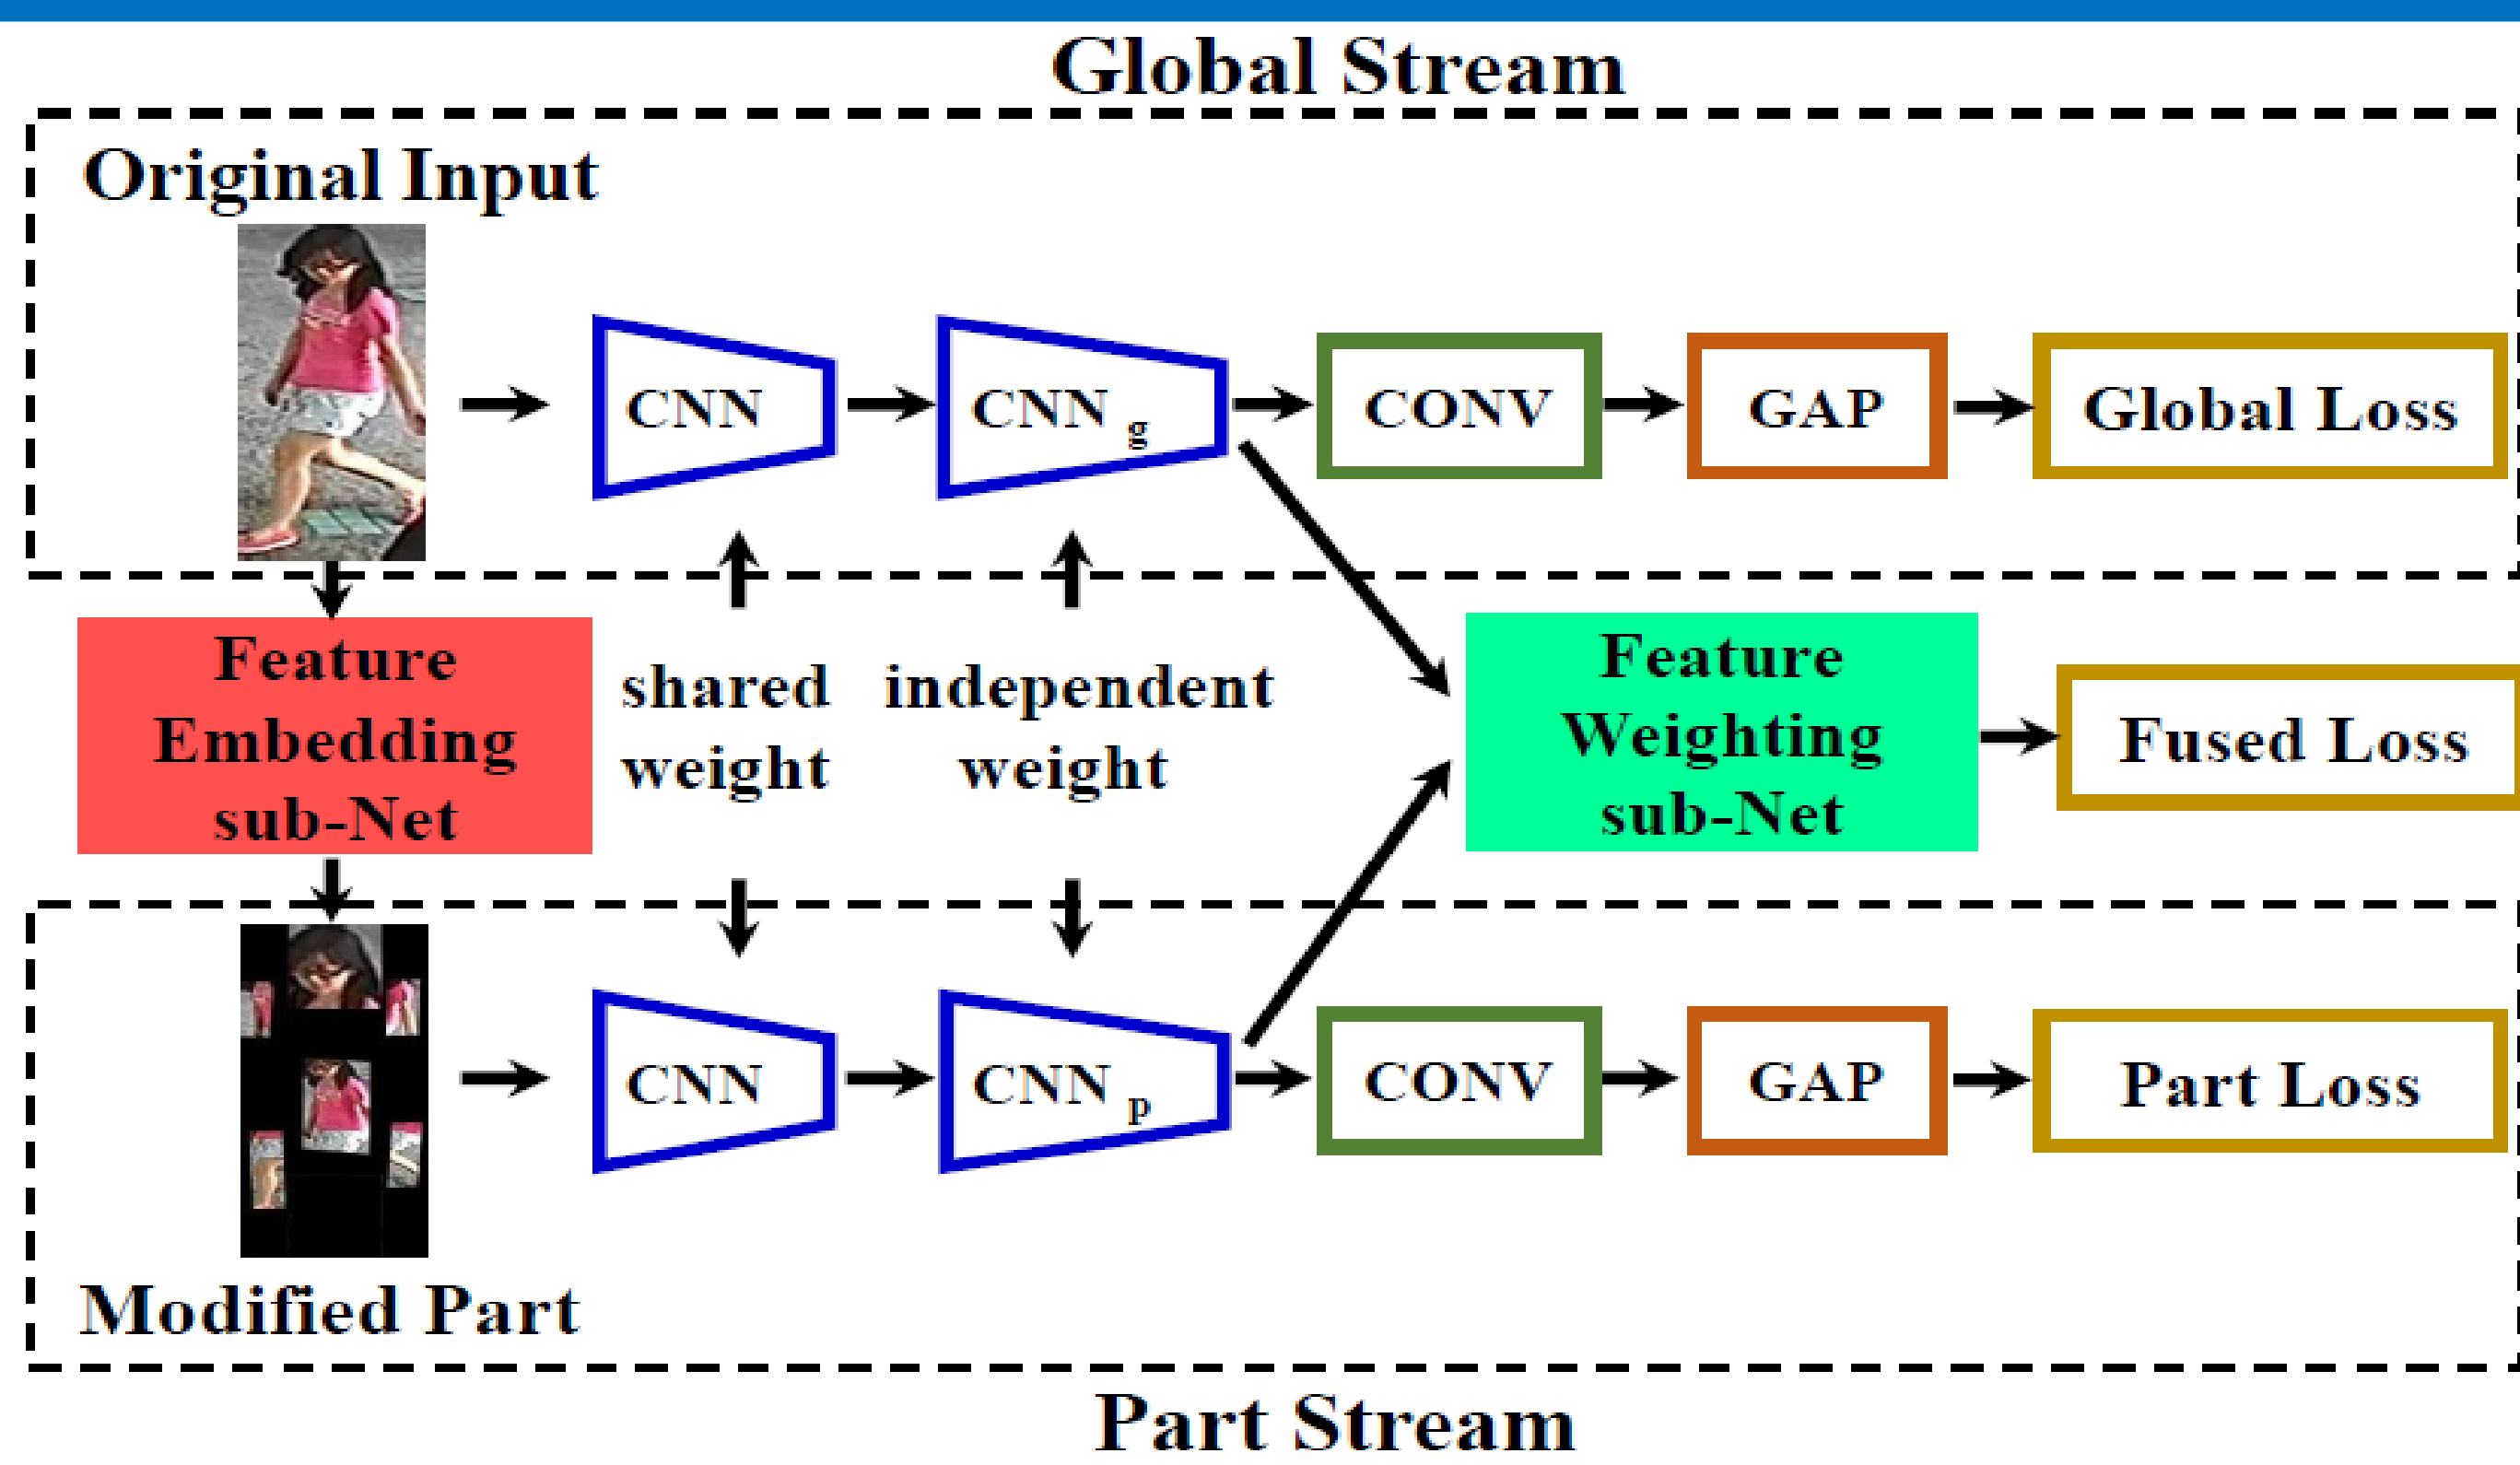 Global Stream
Original Input
CNN
CNN g
CONV
GAP
Global Loss
Feature
Embedding
sub-Net
shared
weight
independent
weight
Feature
Weighting
sub-Net
Fused Loss
CNN
CNN p
CONV
GAP
Part Loss
Modified Part
Part Stream